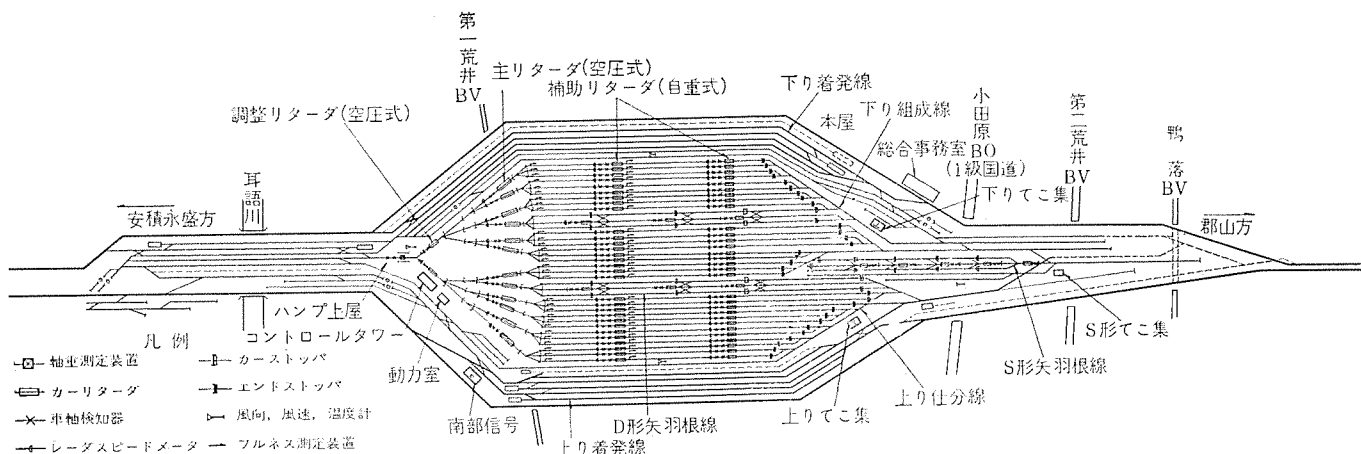 第一荒井BV
主リターダ(空圧式)
補助リターダ(自重式)
下り着発線
調整リターダ(空圧式)
本屋
下り組成線
小田原BO
(1級国道)
第二荒井BV
鴨落BV
総合事務室
下りてこ集
耳語川
安積永盛方
郡山方
ハンプ上屋
コントロールタワー
動力室
南部信号
上り着発線
D形矢羽根線
上りてこ集
上り仕分線
S形矢羽根線
S形てこ集
凡例
軸重測定装置
カーストッパ
カーリターダ
エンドストッパ
車軸検知器
風向，風速，温度計
レーダスピードメータ
フルネス測定装置